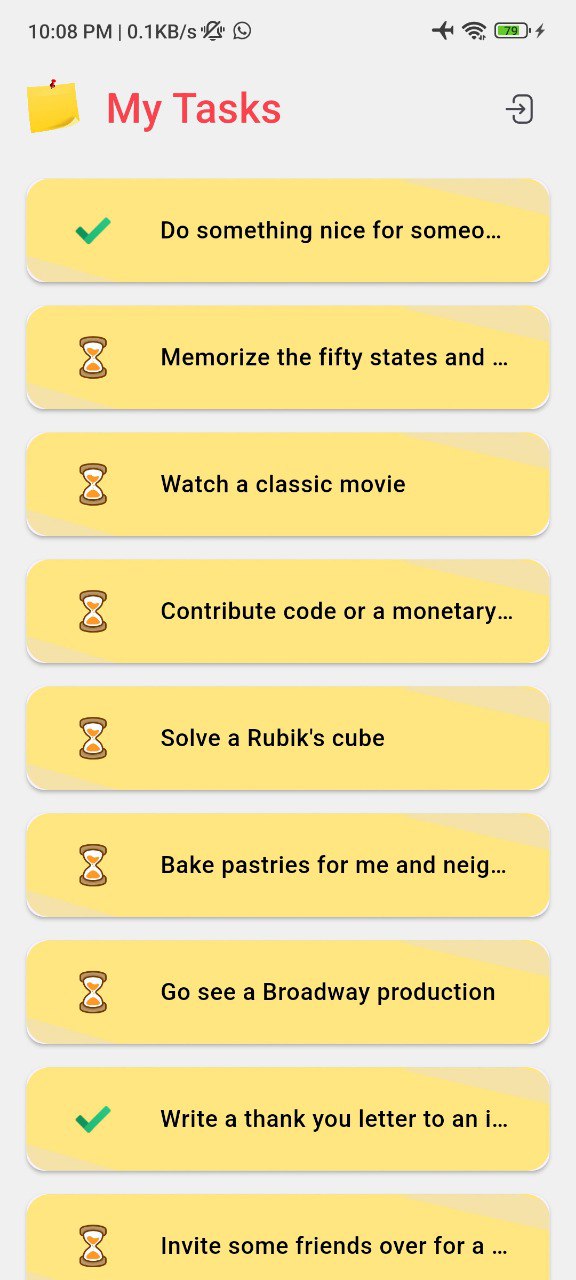 10:08 PM | 0.1KB/s 79
My Tasks
Do something nice for someo...
Memorize the fifty states and ...
Watch a classic movie
Contribute code or a monetary...
Solve a Rubik's cube
Bake pastries for me and neig...
Go see a Broadway production
Write a thank you letter to an i...
Invite some friends over for a ...